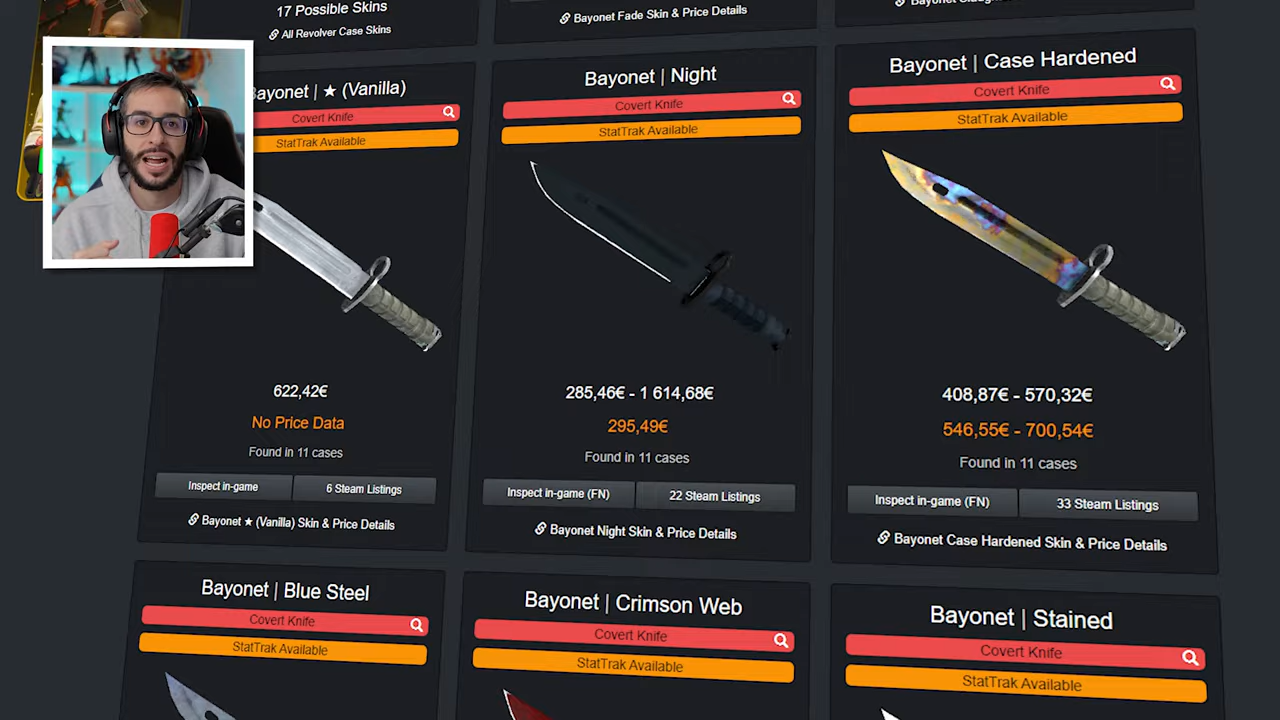 17 Possible Skins
All Revolver Case Skins
Bayonet Fade Skin & Price Details
Bayonet | ★ (Vanilla)
Covert Knife
StatTrak Available
622,42€
No Price Data
Found in 11 cases
Inspect in-game
6 Steam Listings
Bayonet ★ (Vanilla) Skin & Price Details
Bayonet | Night
Covert Knife
StatTrak Available
285,46€ - 1 614,68€
295,49€
Found in 11 cases
Inspect in-game (FN)
22 Steam Listings
Bayonet Night Skin & Price Details
Bayonet | Case Hardened
Covert Knife
StatTrak Available
408,87€ - 570,32€
546,55€ - 700,54€
Found in 11 cases
Inspect in-game (FN)
33 Steam Listings
Bayonet Case Hardened Skin & Price Details
Bayonet | Blue Steel
Covert Knife
StatTrak Available
Bayonet | Crimson Web
Covert Knife
StatTrak Available
Bayonet | Stained
Covert Knife
StatTrak Available